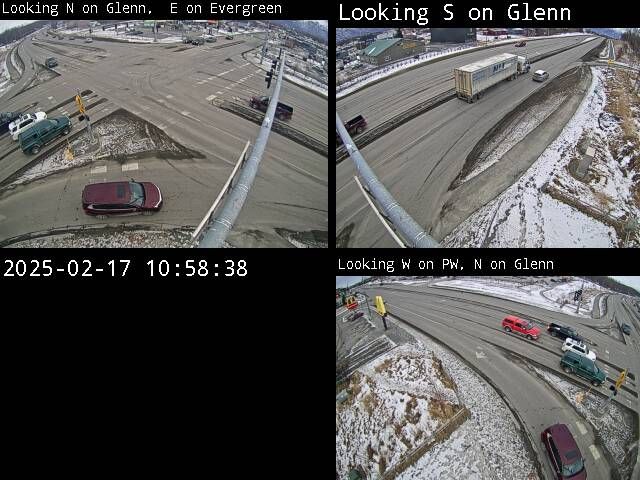 Looking N on Glenn,  E on Evergreen
Looking S on Glenn
2025-02-17 10:58:38
Looking W on PW, N on Glenn